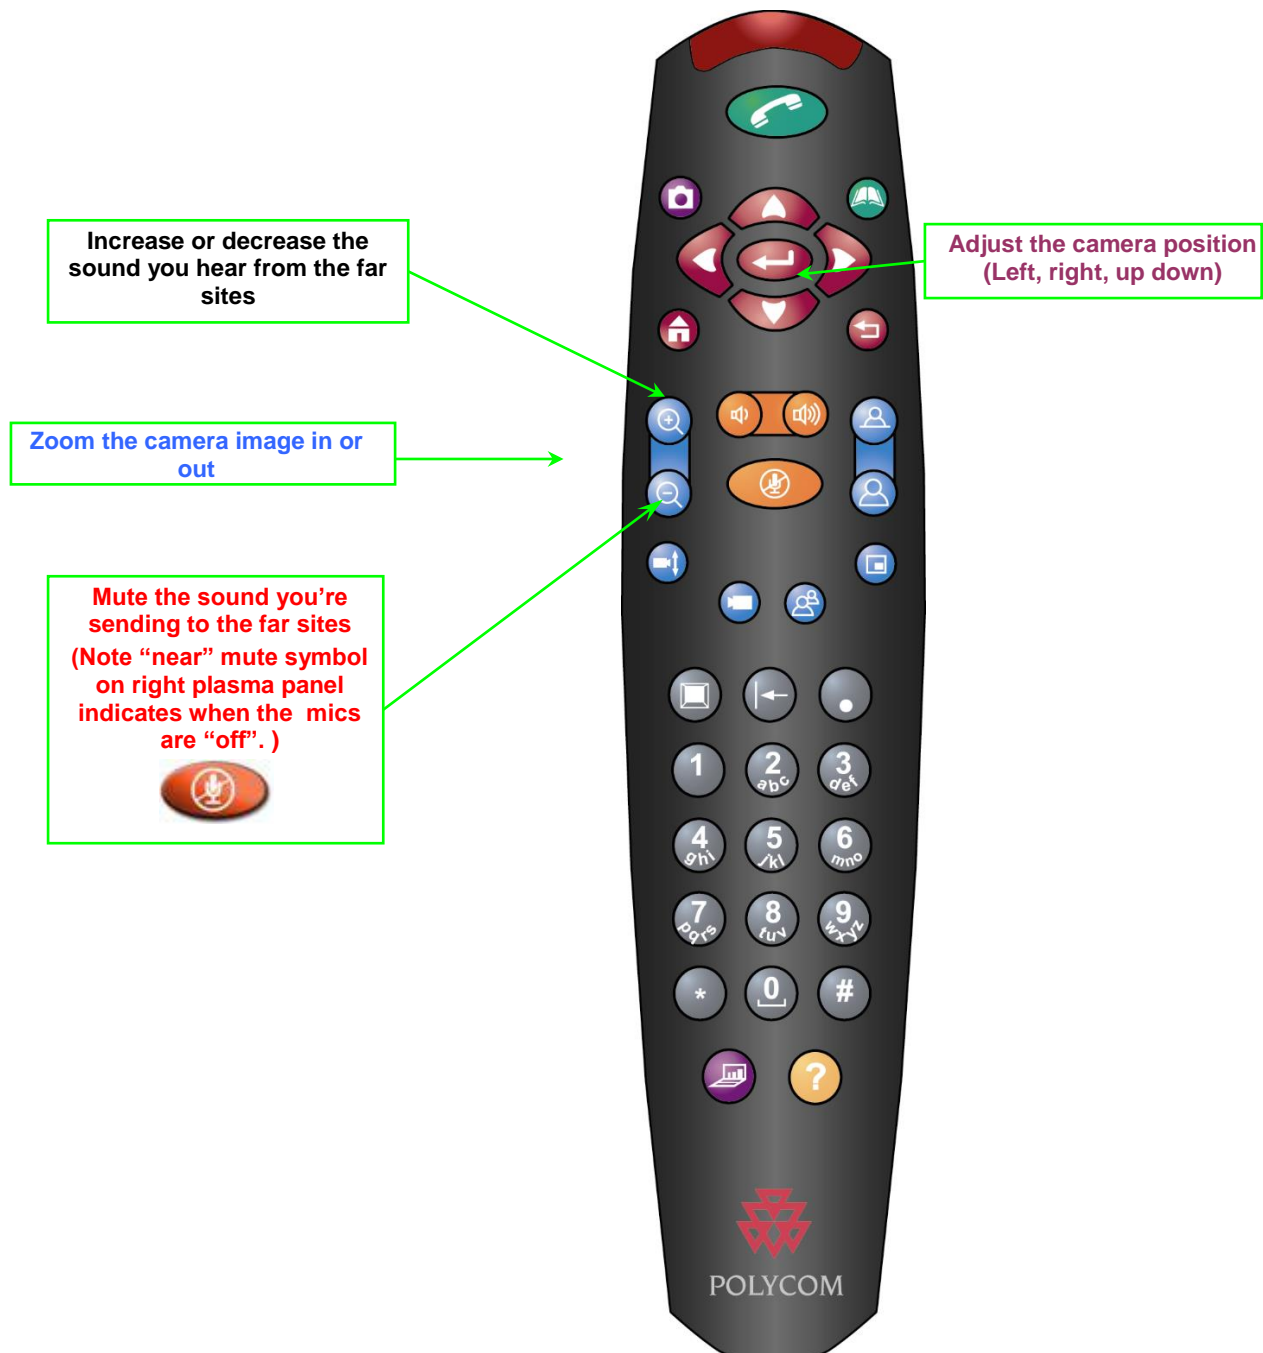 Increase or decrease the
sound you hear from the far
sites
Adjust the camera position
(Left, right, up down)
Zoom the camera image in or
out
Mute the sound you’re
sending to the far sites
(Note “near” mute symbol
on right plasma panel
indicates when the  mics
are “off”. )
1
2
abc
3
def
4
ghi
5
jkl
6
mno
7
pqrs
8
tuv
9
wxyz
*
0
#
?
POLYCOM